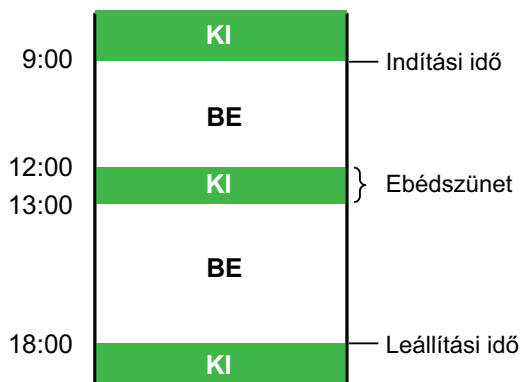 KI
9:00
Indítási idő
BE
12:00
KI
Ebédszünet
13:00
BE
18:00
Leállítási idő
KI